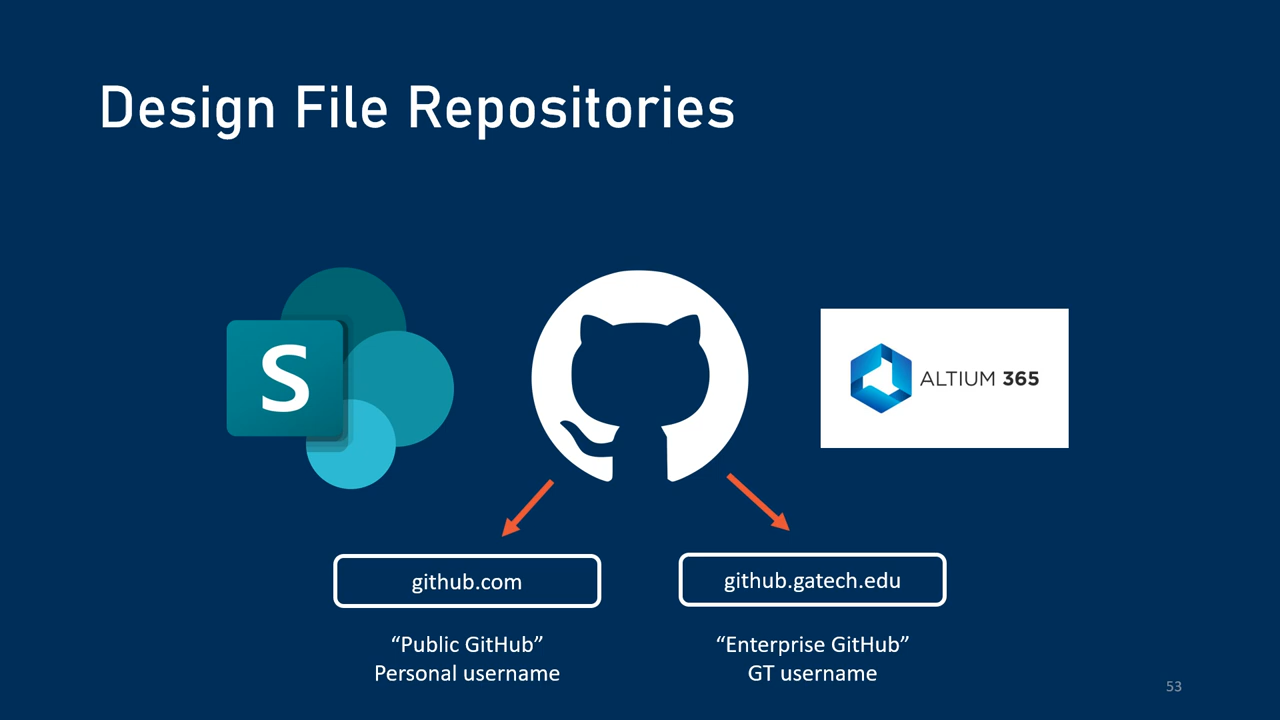 Design File Repositories
S
ALTIUM 365
github.com
github.gatech.edu
“Public GitHub”
Personal username
“Enterprise GitHub”
GT username
53